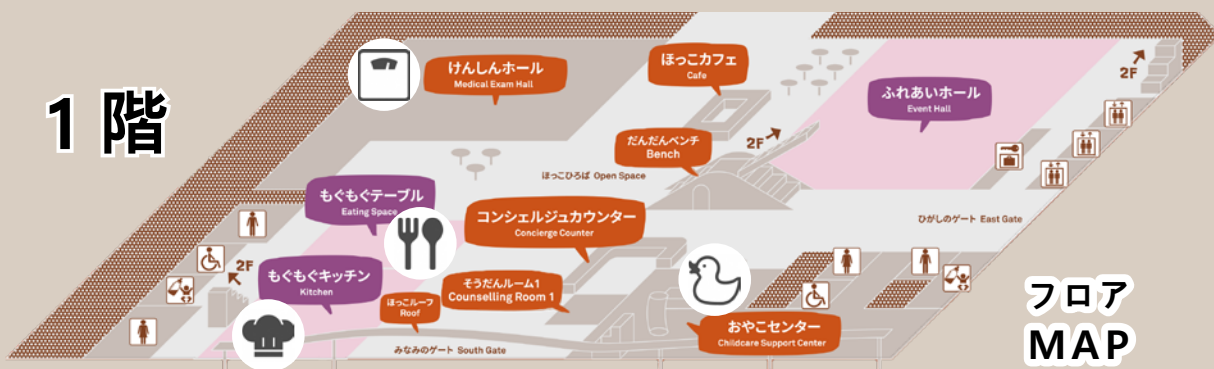 1 階
けんしんホール
Medical Exam Hall
ほっこカフェ
Cafe
ふれあいホール
Event Hall
2F
だんだんベンチ
Bench
2F
ほっこひろば Open Space
もぐもぐテーブル
Eating Space
コンシェルジュカウンター
Concierge Counter
ひがしのゲート East Gate
2F
もぐもぐキッチン
Kitchen
そうだんルーム1
Counselling Room 1
ほっこルーフ
Roof
おやこセンター
Childcare Support Center
みなみのゲート South Gate
フロア
MAP